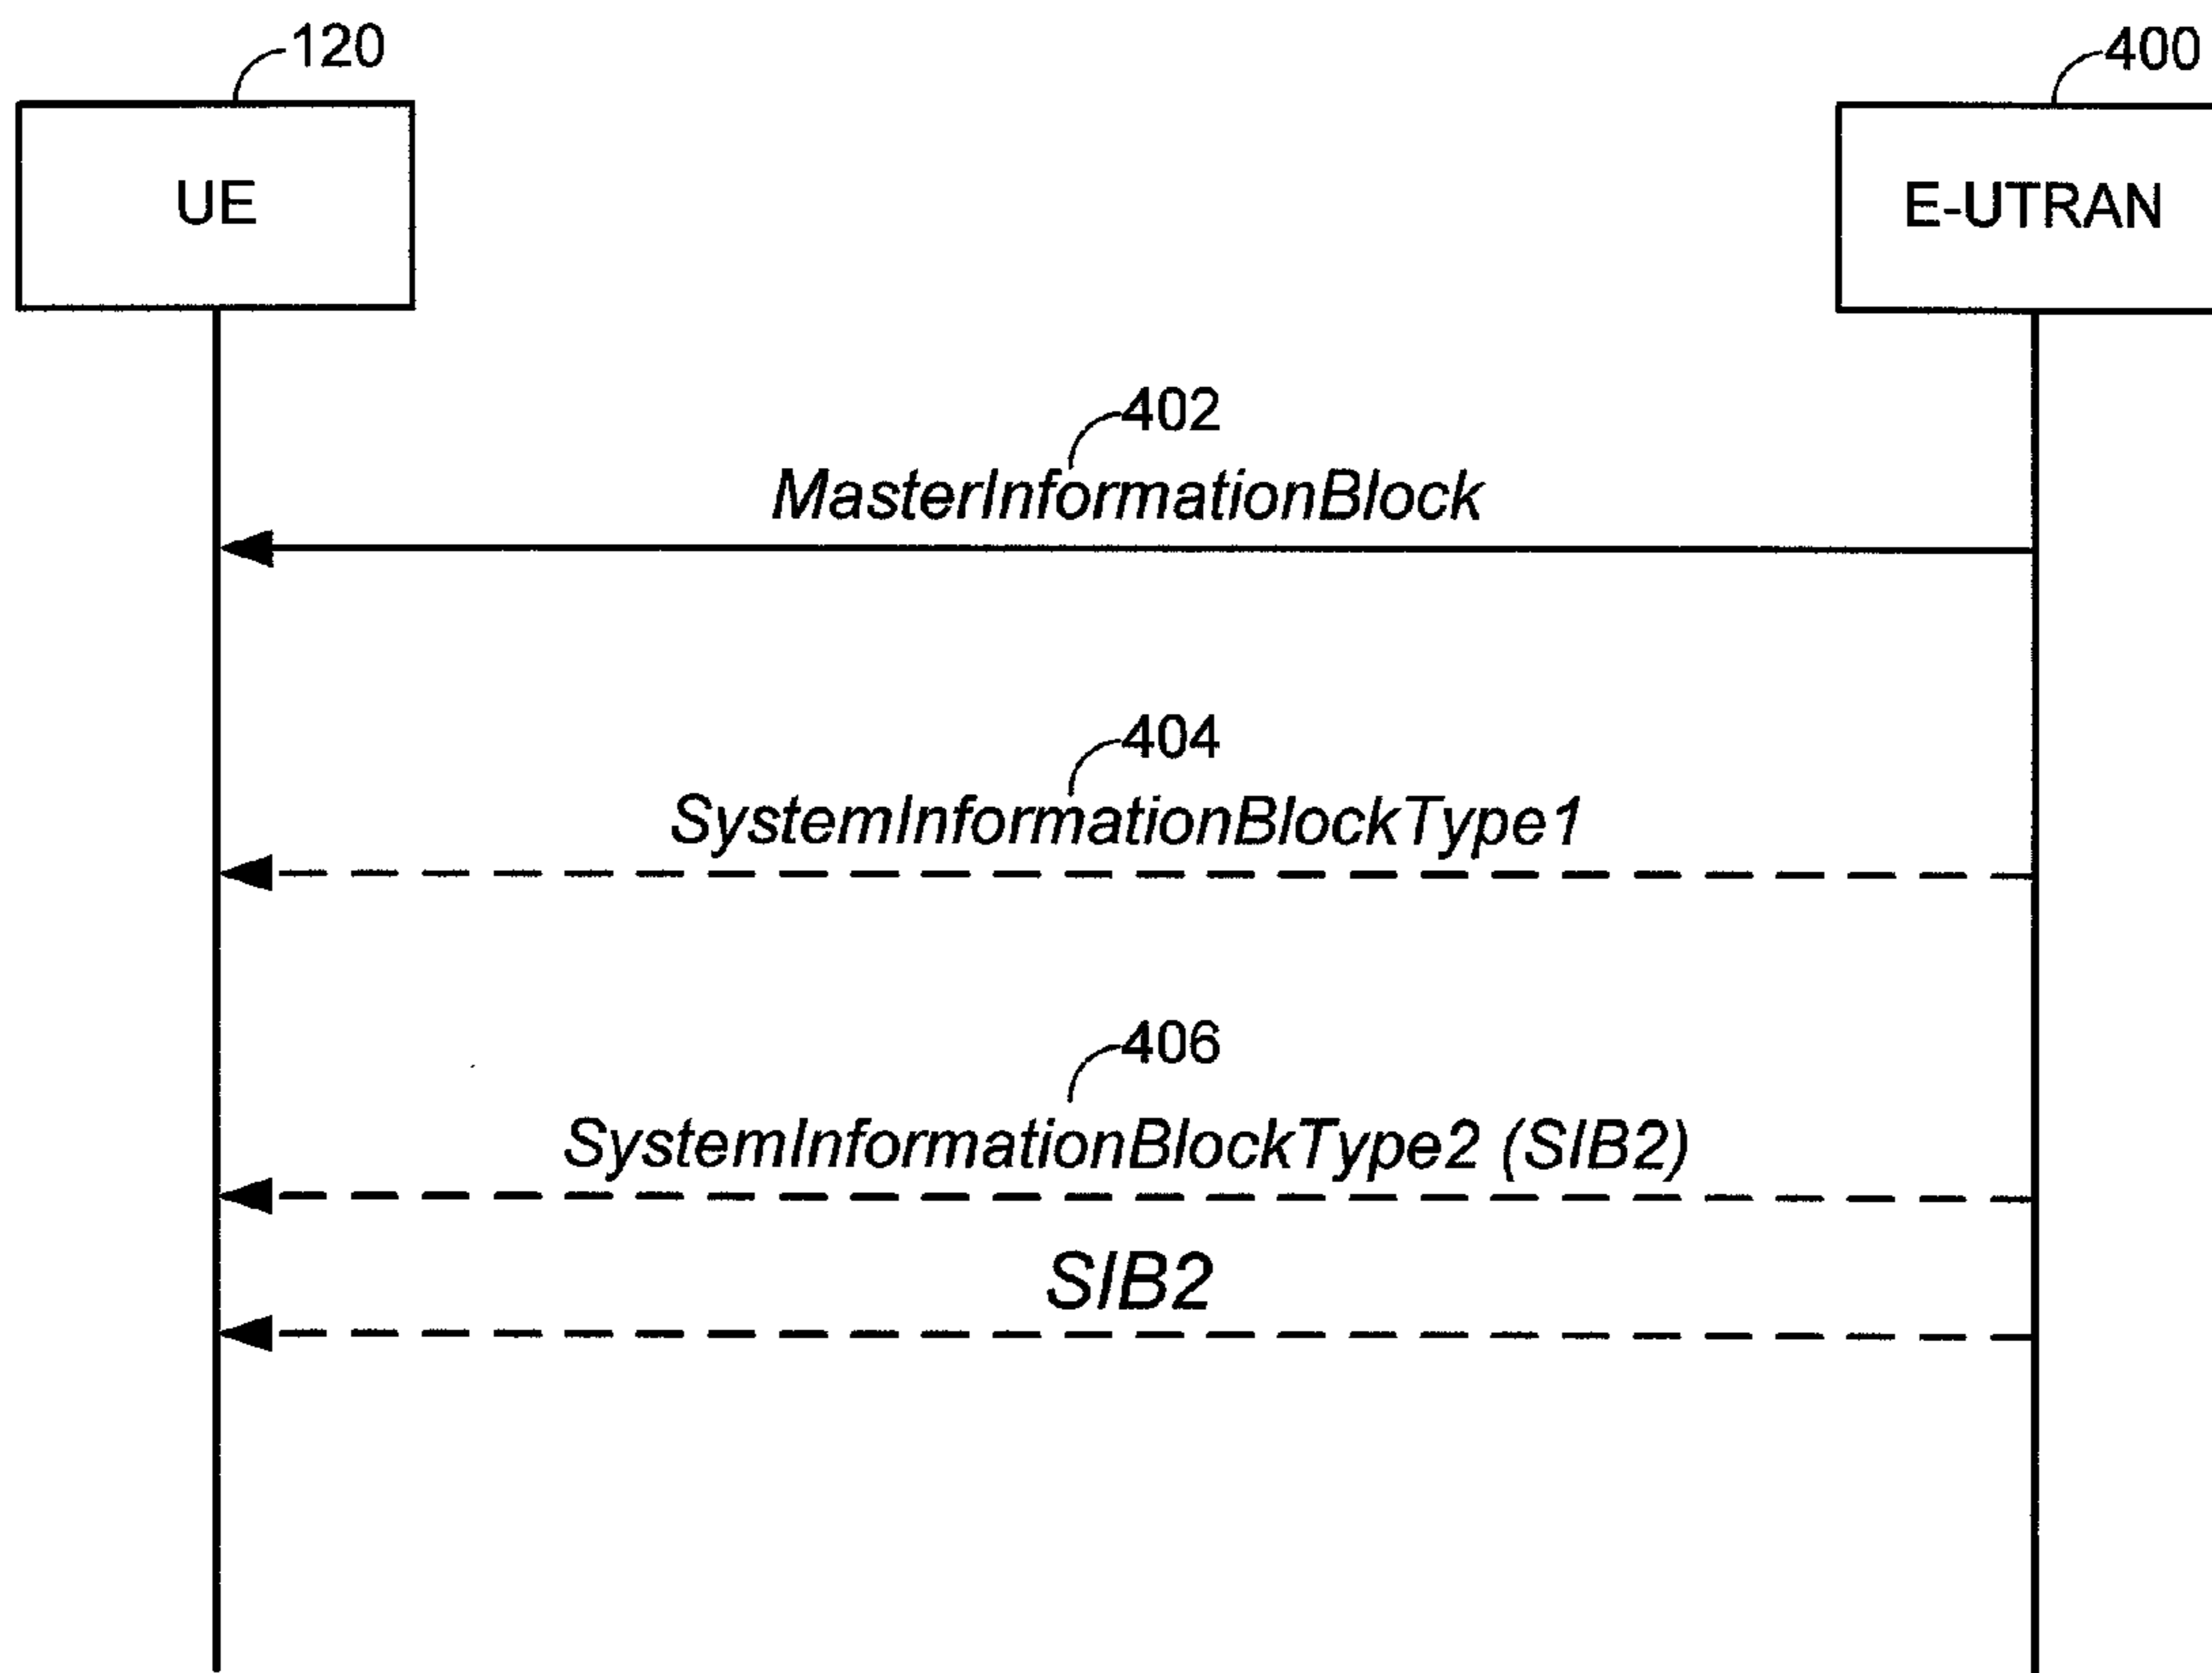 120
400
UE
E-UTRAN
402
MasterInformationBlock
404
SystemInformationBlockType1
406
SystemInformationBlockType2 (SIB2)
SIB2